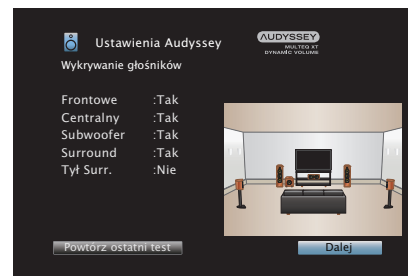 Ustawienia Audyssey
AUDYSSEY
MULTEQ XT
DYNAMIC VOLUME
Wykrywanie głośników
Frontowe :Tak
Centralny :Tak
Subwoofer :Tak
Surround :Tak
Tył Surr. :Nie
Powtórz ostatni test
Dalej